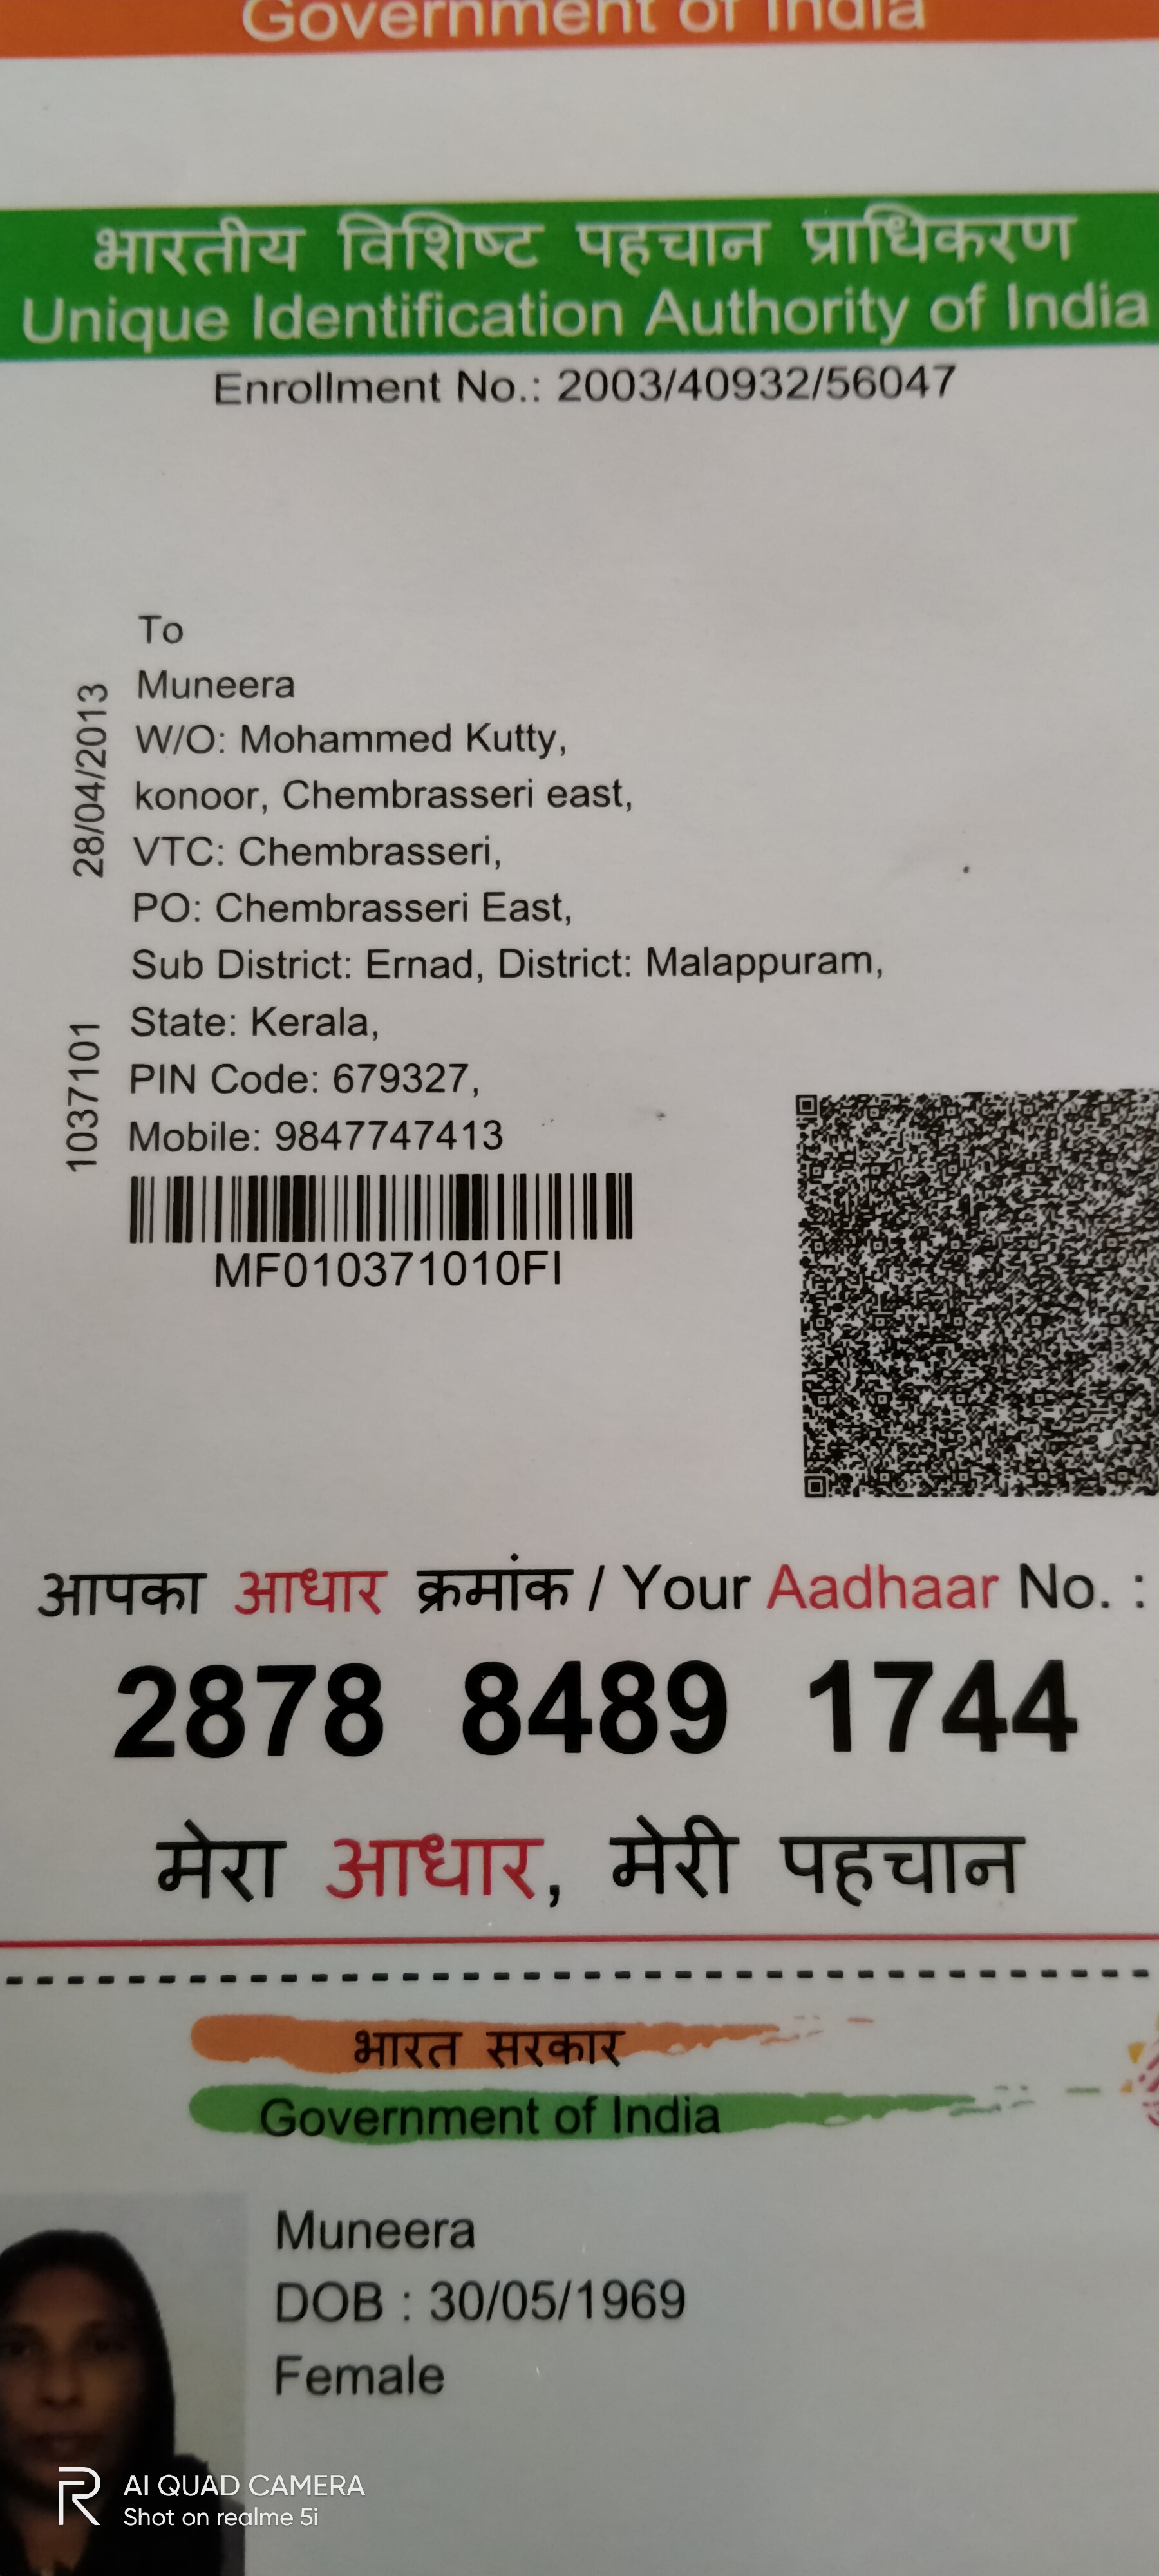 Government of India
भारतीय विशिष्ट पहचान प्राधिकरण
Unique Identification Authority of India
Enrollment No.: 2003/40932/56047
To
Muneera
W/O: Mohammed Kutty,
konoor, Chembrasseri east,
VTC: Chembrasseri,
PO: Chembrasseri East,
Sub District: Ernad, District: Malappuram,
State: Kerala,
PIN Code: 679327,
Mobile: 9847747413
28/04/2013
1037101
MF010371010FI
आपका आधार क्रमांक / Your Aadhaar No. :
2878 8489 1744
मेरा आधार, मेरी पहचान
भारत सरकार
Government of India
Muneera
DOB : 30/05/1969
Female
AI QUAD CAMERA
Shot on realme 5i